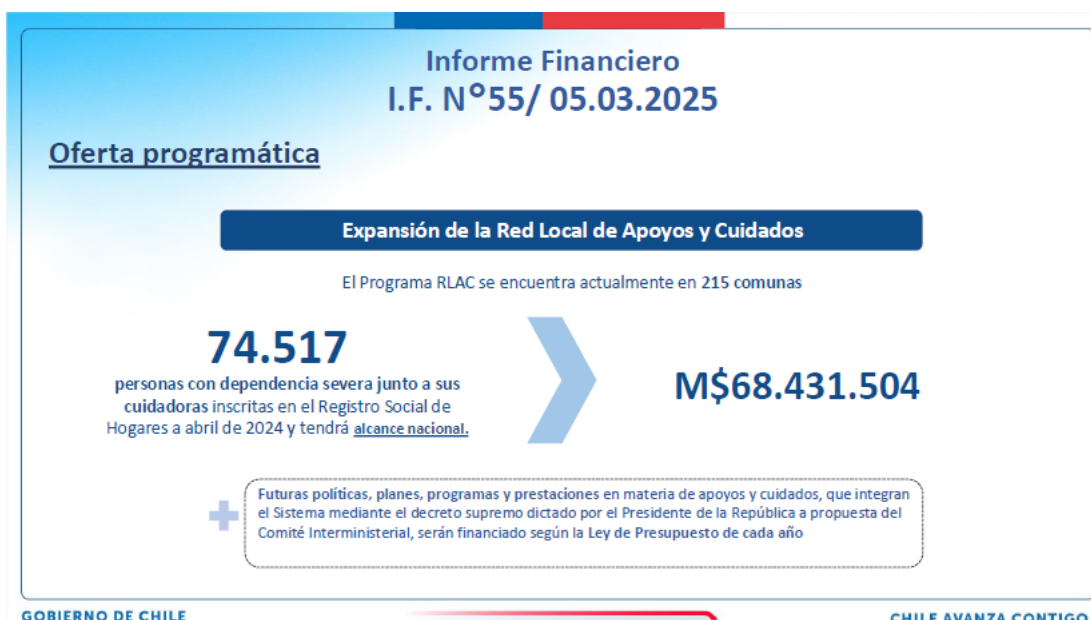 Informe Financiero
I.F. N°55/ 05.03.2025
Oferta programática
Expansión de la Red Local de Apoyos y Cuidados
El Programa RLAC se encuentra actualmente en 215 comunas
74.517
personas con dependencia severa junto a sus
cuidadoras inscritas en el Registro Social de
Hogares a abril de 2024 y tendrá alcance nacional.
M$68.431.504
Futuras políticas, planes, programas y prestaciones en materia de apoyos y cuidados, que integran
el Sistema mediante el decreto supremo dictado por el Presidente de la República a propuesta del
Comité Interministerial, serán financiado según la Ley de Presupuesto de cada año
GOBIERNO DE CHILE
CHILE AVANZA CONTIGO